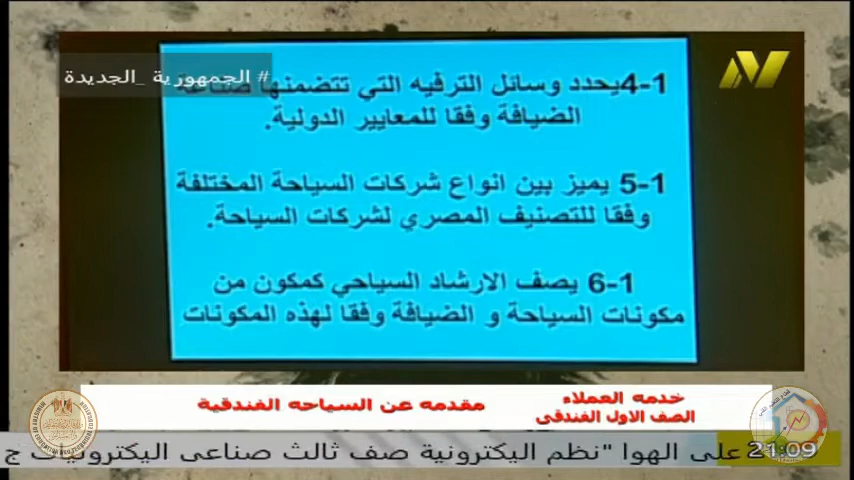 # الجمهورية _الجديدة
4-1يحدد وسائل الترفيه التي تتضمنها صناعة
الضيافة وفقا للمعايير الدولية.
5-1 يميز بين انواع شركات السياحة المختلفة
وفقا للتصنيف المصري لشركات السياحة.
6-1 يصف الارشاد السياحي كمكون من
مكونات السياحة و الضيافة وفقا لهذه المكونات
خدمه العملاء
الصف الاول الفندقى
مقدمه عن السياحه الفندقية
21:09
على الهوا "نظم اليكترونية صف ثالث صناعى اليكترونيات ج